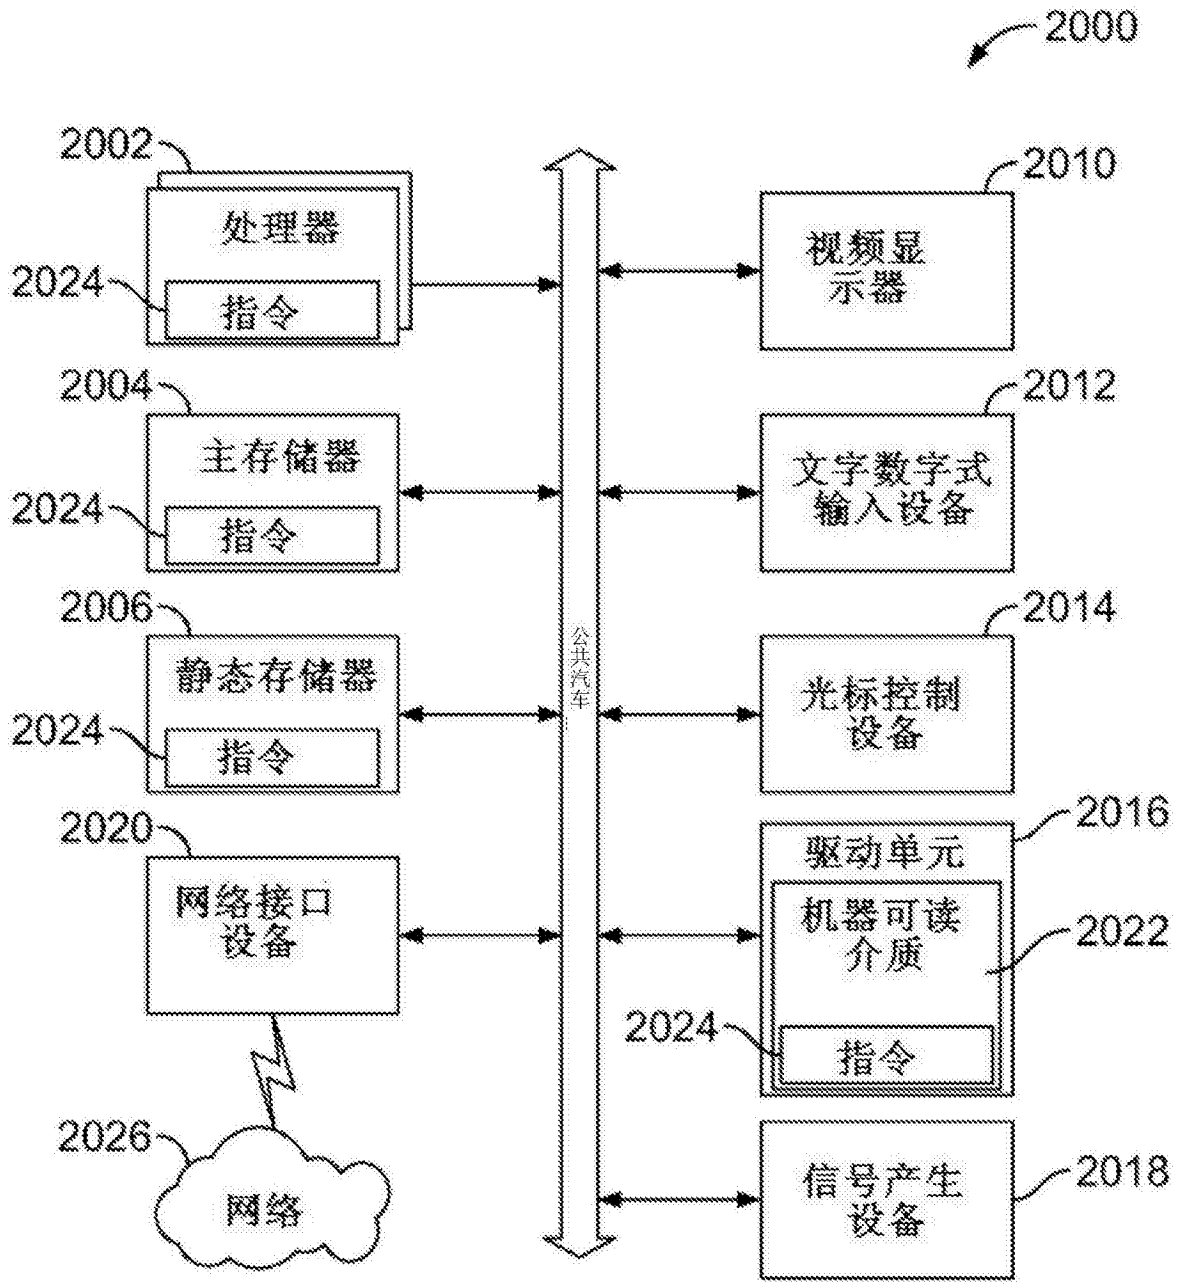 2000
2002
处理器
2024
指令
2004
主存储器
2024
指令
2006
静态存储器
2024
指令
2020
网络接口
设备
2026
网络
公共汽车
2010
视频显
示器
2012
文字数字式
输入设备
2014
光标控制
设备
2016
驱动单元
机器可读
介质
2022
2024
指令
信号产生
设备
2018